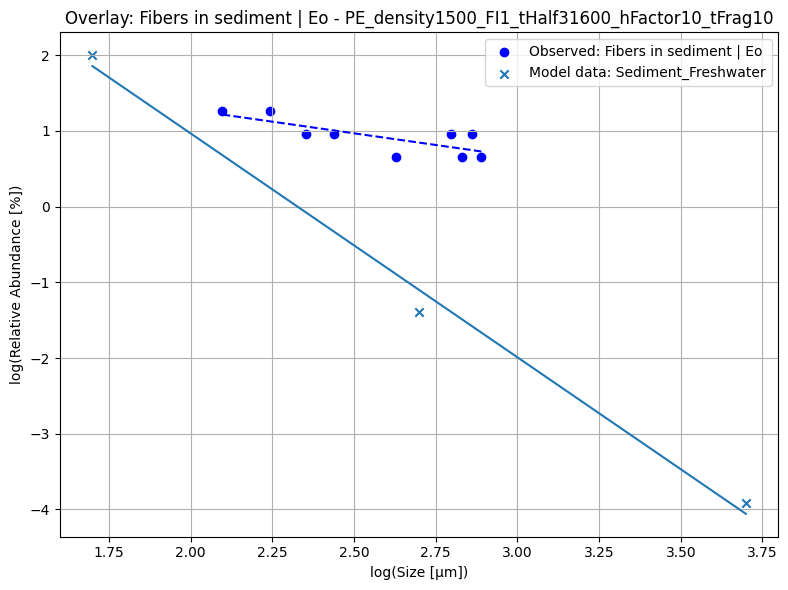 Overlay: Fibers in sediment | Eo - PE_density1500_FI1_tHalf31600_hFactor10_tFrag10
Observed: Fibers in sediment | Eo
Model data: Sediment_Freshwater
log(Relative Abundance [%])
2
1
0
−1
−2
−3
−4
1.75 2.00 2.25 2.50 2.75 3.00 3.25 3.50 3.75
log(Size [µm])